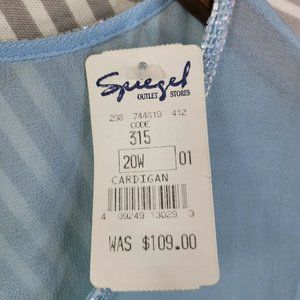 Spiegel
OUTLET STORES
298 744819 412
CODE
315
20W 01
CARDIGAN
4 09249 13029 3
WAS $109.00